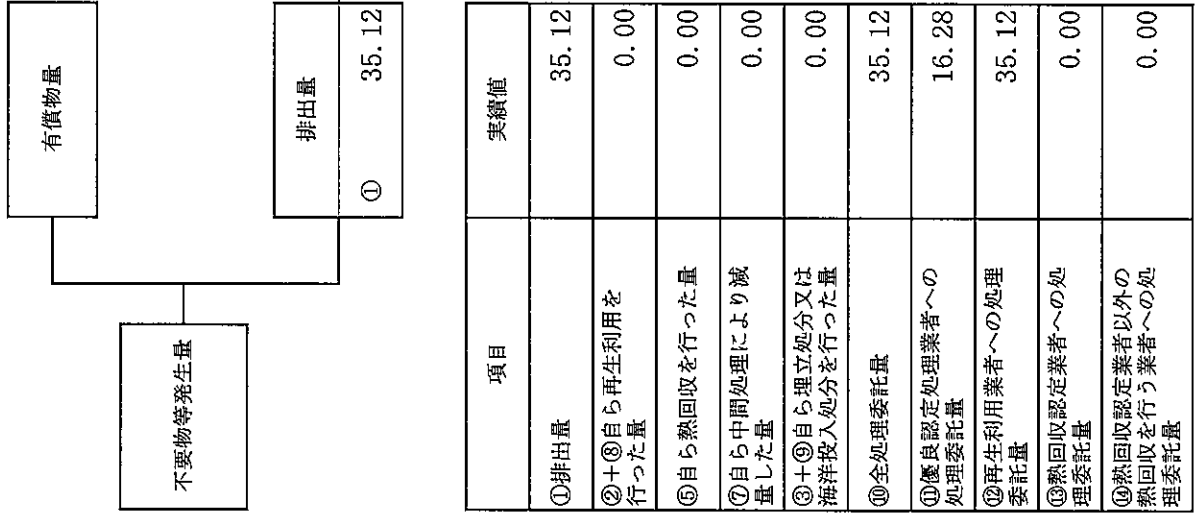 不要物等発生量
有償物量
排出量
① 35.12
項目 実績値
①排出量 35.12
②+⑧自ら再生利用を
行った量 0.00
⑤自ら熱回収を行った量 0.00
⑦自ら中間処理により減
量した量 0.00
③+⑨自ら埋立処分又は
海洋投入処分を行った量 0.00
⑩全処理委託量 35.12
⑪優良認定処理業者への
処理委託量 16.28
⑫再生利用業者への処理
委託量 35.12
⑬熱回収認定業者への処
理委託量 0.00
⑭熱回収認定業者以外の
熱回収を行う業者への処
理委託量 0.00